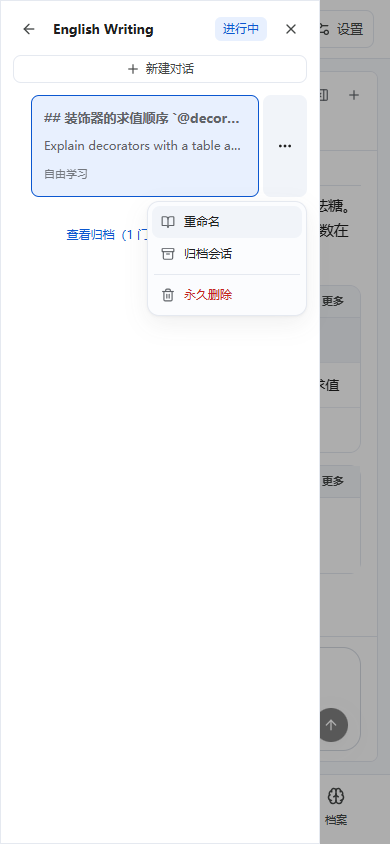 English Writing
进行中
设置
新建对话
## 装饰器的求值顺序 `@decor...
Explain decorators with a table a...
自由学习
查看归档（1 门
重命名
归档会话
永久删除
法糖。
数在
更多
求值
更多
档案